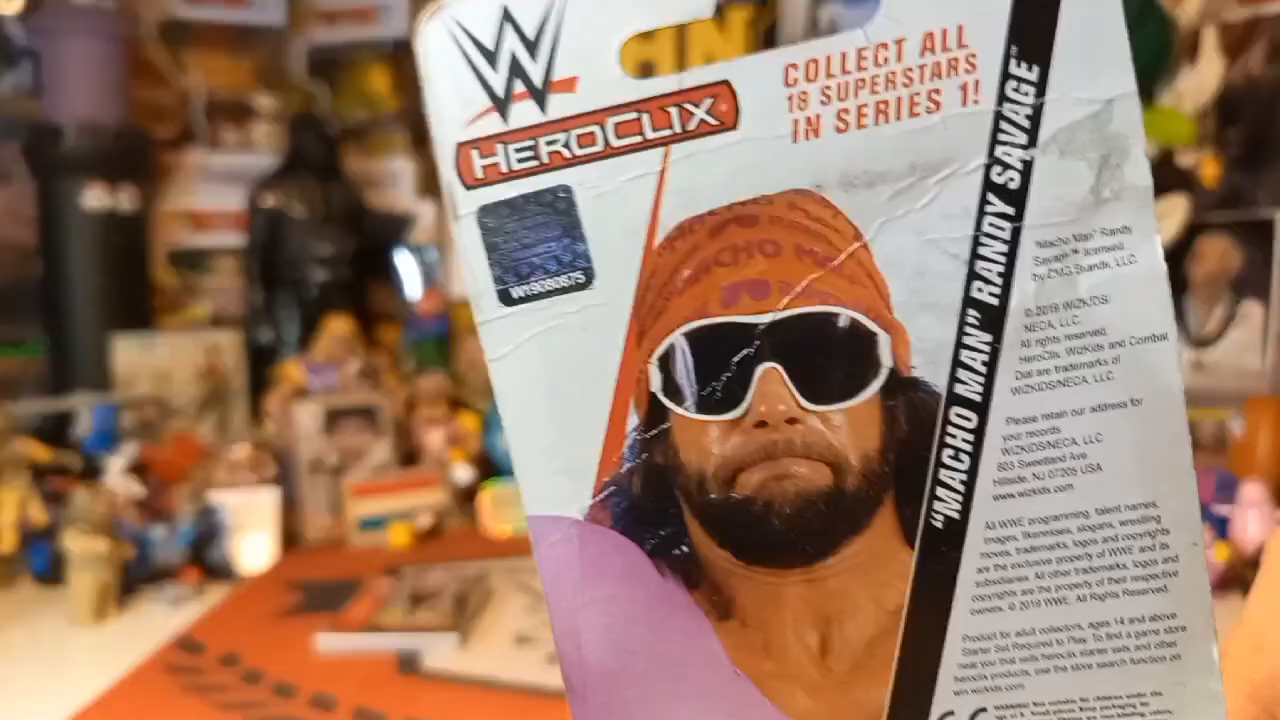 WW
HEROCLIX
COLLECT ALL
18 SUPERSTARS
IN SERIES 1!
MACHO MAN
"MACHO MAN" RANDY SAVAGE™
"Macho Man" Randy
Savage™ licensed
by CMG Brands, LLC.
© 2019 WIZKIDS/
NECA, LLC.
All rights reserved.
HeroClix, WizKids and Combat
Dial are trademarks of
WIZKIDS/NECA, LLC.
Please retain our address for
your records
WIZKIDS/NECA, LLC
603 Sweetland Ave.
Hillside, NJ 07205 USA
www.wizkids.com
All WWE programming, talent names,
images, likenesses, slogans, wrestling
moves, trademarks, logos and copyrights
are the exclusive property of WWE and its
subsidiaries. All other trademarks, logos and
copyrights are the property of their respective
owners. © 2019 WWE. All Rights Reserved.
Product for adult collectors, ages 14 and above
Starter Set Required to Play. To find a game store
near you that sells heroclix starter sets and other
heroclix products, use the store search function on
win.wizkids.com
CE